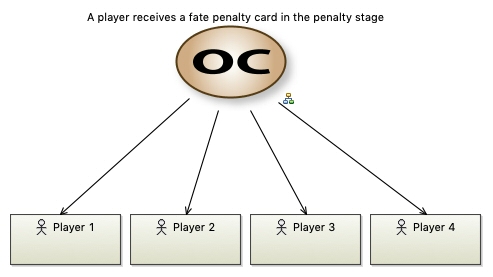 A player receives a fate penalty card in the penalty stage
OC
Player 1
Player 2
Player 3
Player 4